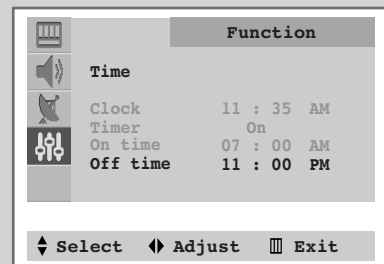 Function
Time
Clock 11 : 35 AM
Timer On
On time 07 : 00 AM
Off time 11 : 00 PM
Select Adjust Exit